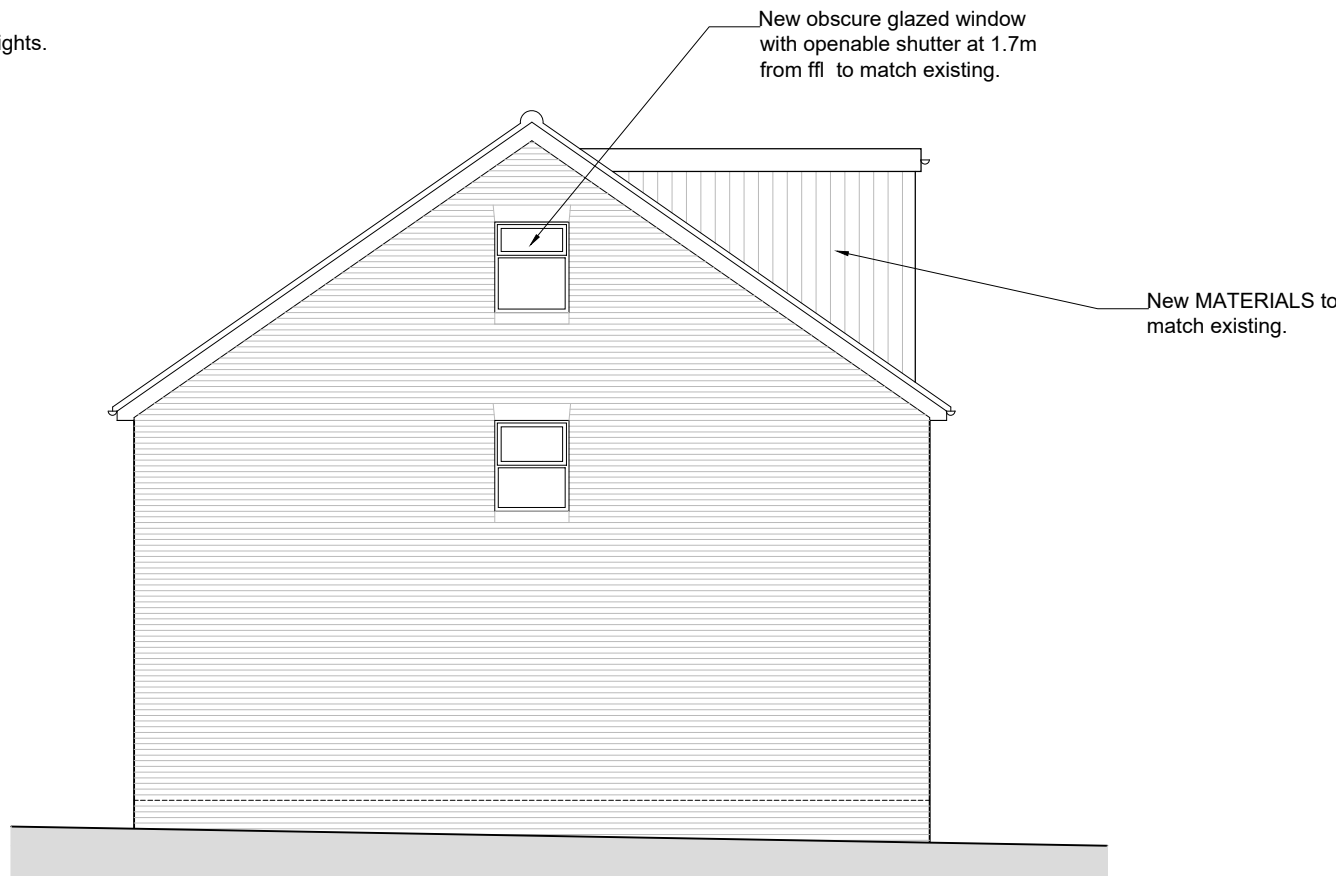 ights.
New obscure glazed window
with openable shutter at 1.7m
from ffl to match existing.
New MATERIALS to
match existing.